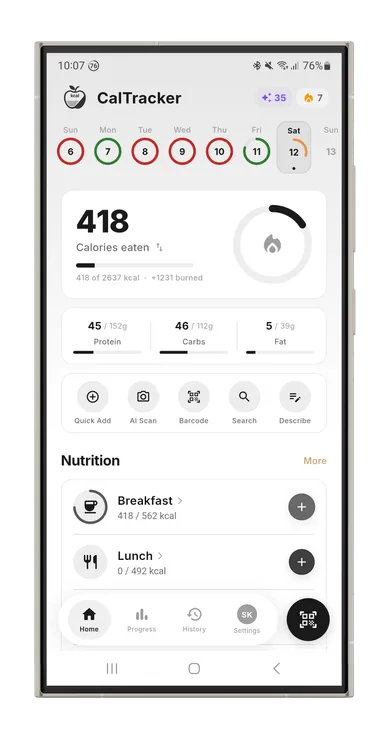 10:07 76 76%
kcal CalTracker 35 7
Sun Mon Tue Wed Thu Fri Sat Sun
6 7 8 9 10 11 12 13
418
Calories eaten
418 of 2637 kcal · +1231 burned
45 / 152g 46 / 112g 5 / 39g
Protein Carbs Fat
Quick Add AI Scan Barcode Search Describe
Nutrition More
Breakfast
418 / 562 kcal
Lunch
0 / 492 kcal
SK
Home Progress History Settings